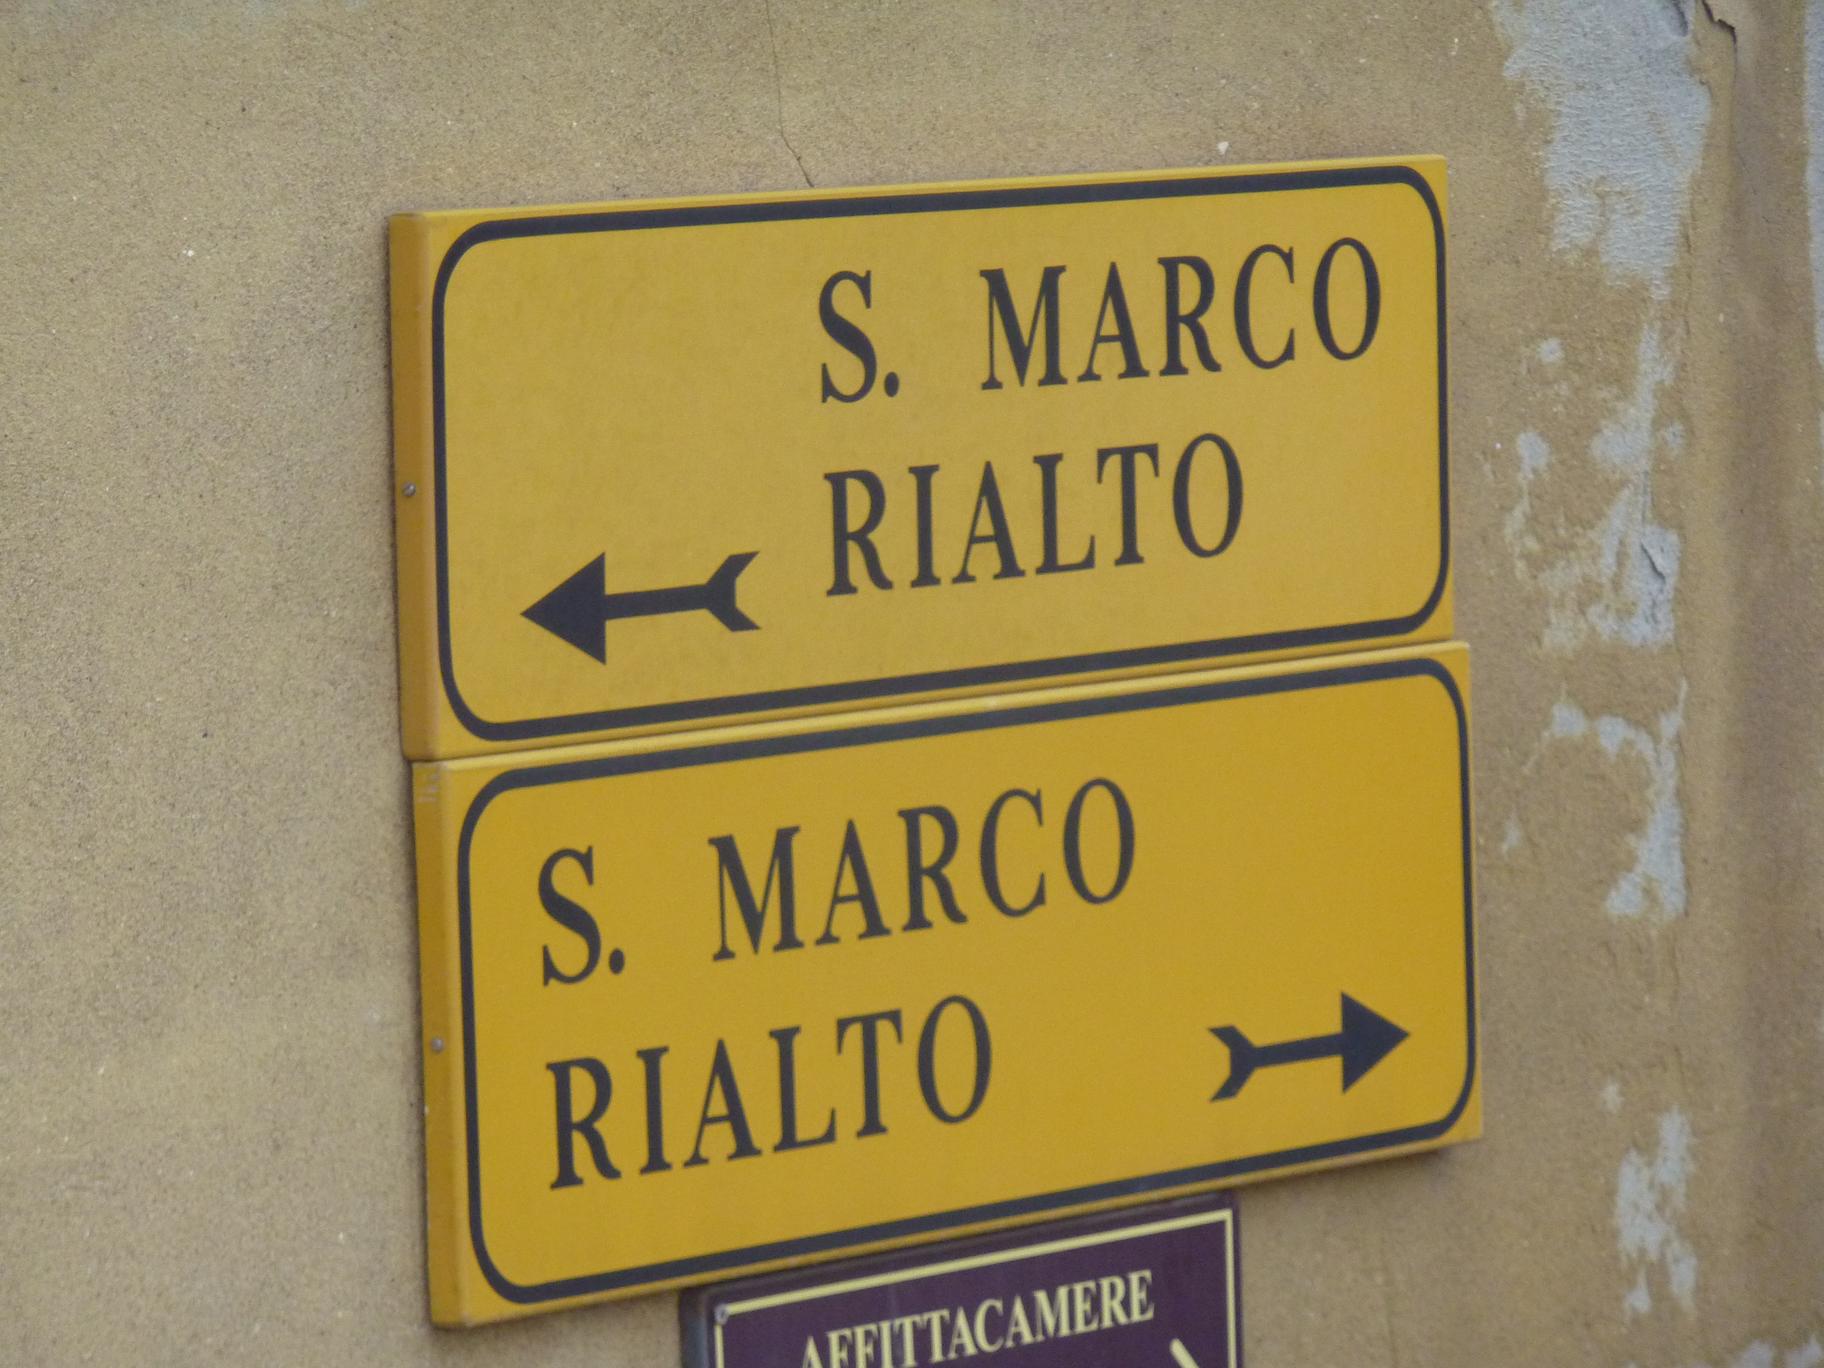 S. MARCO
RIALTO
S. MARCO
RIALTO
AFFITTACAMERE